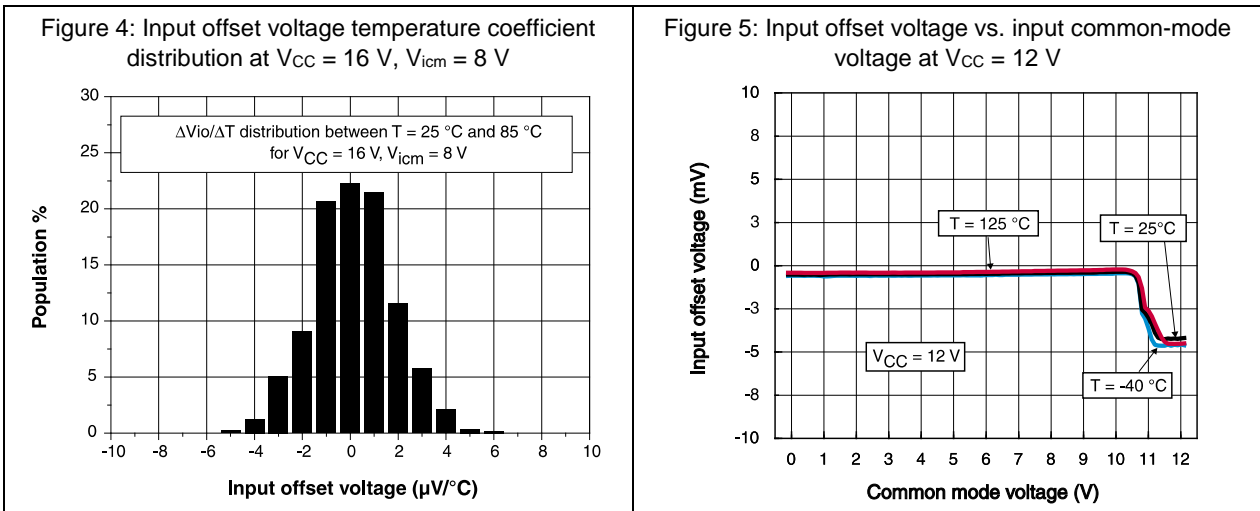 Figure 4: Input offset voltage temperature coefficient
distribution at VCC = 16 V, Vicm = 8 V
30
25
20
15
10
5
0
Population %
ΔVio/ΔT distribution between T = 25 °C and 85 °C
for VCC = 16 V, Vicm = 8 V
-10 -8 -6 -4 -2 0 2 4 6 8 10
Input offset voltage (µV/°C)
Figure 5: Input offset voltage vs. input common-mode
voltage at VCC = 12 V
10
8
5
3
0
-3
-5
-8
-10
Input offset voltage (mV)
T = 125 °C
T = 25°C
VCC = 12 V
T = -40 °C
0 1 2 3 4 5 6 7 8 9 10 11 12
Common mode voltage (V)